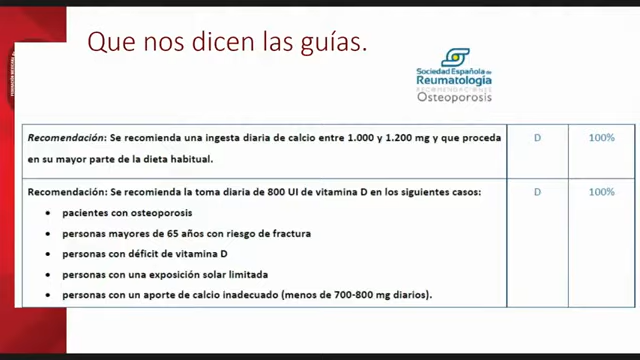 Que nos dicen las guías.
Sociedad Española de
Reumatología
RECOMENDACIONES
Osteoporosis
Recomendación: Se recomienda una ingesta diaria de calcio entre 1.000 y 1.200 mg y que proceda D 100%
en su mayor parte de la dieta habitual.
Recomendación: Se recomienda la toma diaria de 800 UI de vitamina D en los siguientes casos: D 100%
• pacientes con osteoporosis
• personas mayores de 65 años con riesgo de fractura
• personas con déficit de vitamina D
• personas con una exposición solar limitada
• personas con un aporte de calcio inadecuado (menos de 700-800 mg diarios).